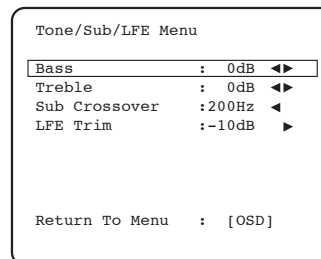 Tone/Sub/LFE Menu
Bass : 0dB ◄►
Treble : 0dB ◄►
Sub Crossover :200Hz ◄
LFE Trim :-10dB ►
Return To Menu : [OSD]